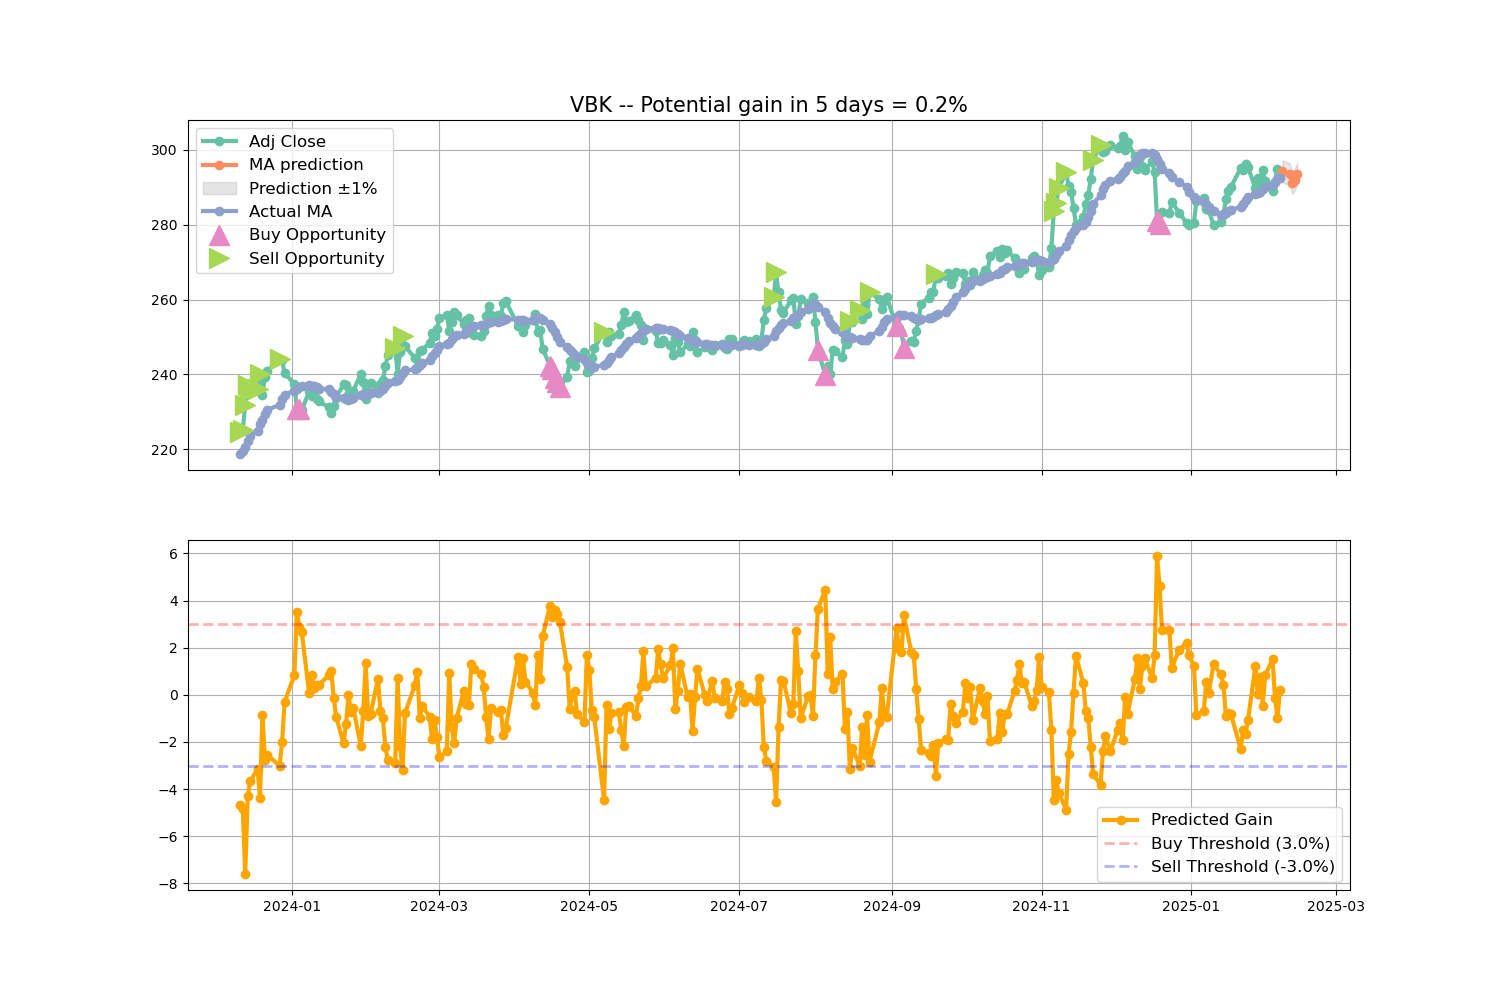 VBK -- Potential gain in 5 days = 0.2%
Adj Close
MA prediction
Prediction ±1%
Actual MA
Buy Opportunity
Sell Opportunity
300
280
260
240
220
6
4
2
0
−2
−4
−6
−8
Predicted Gain
Buy Threshold (3.0%)
Sell Threshold (-3.0%)
2024-01
2024-03
2024-05
2024-07
2024-09
2024-11
2025-01
2025-03